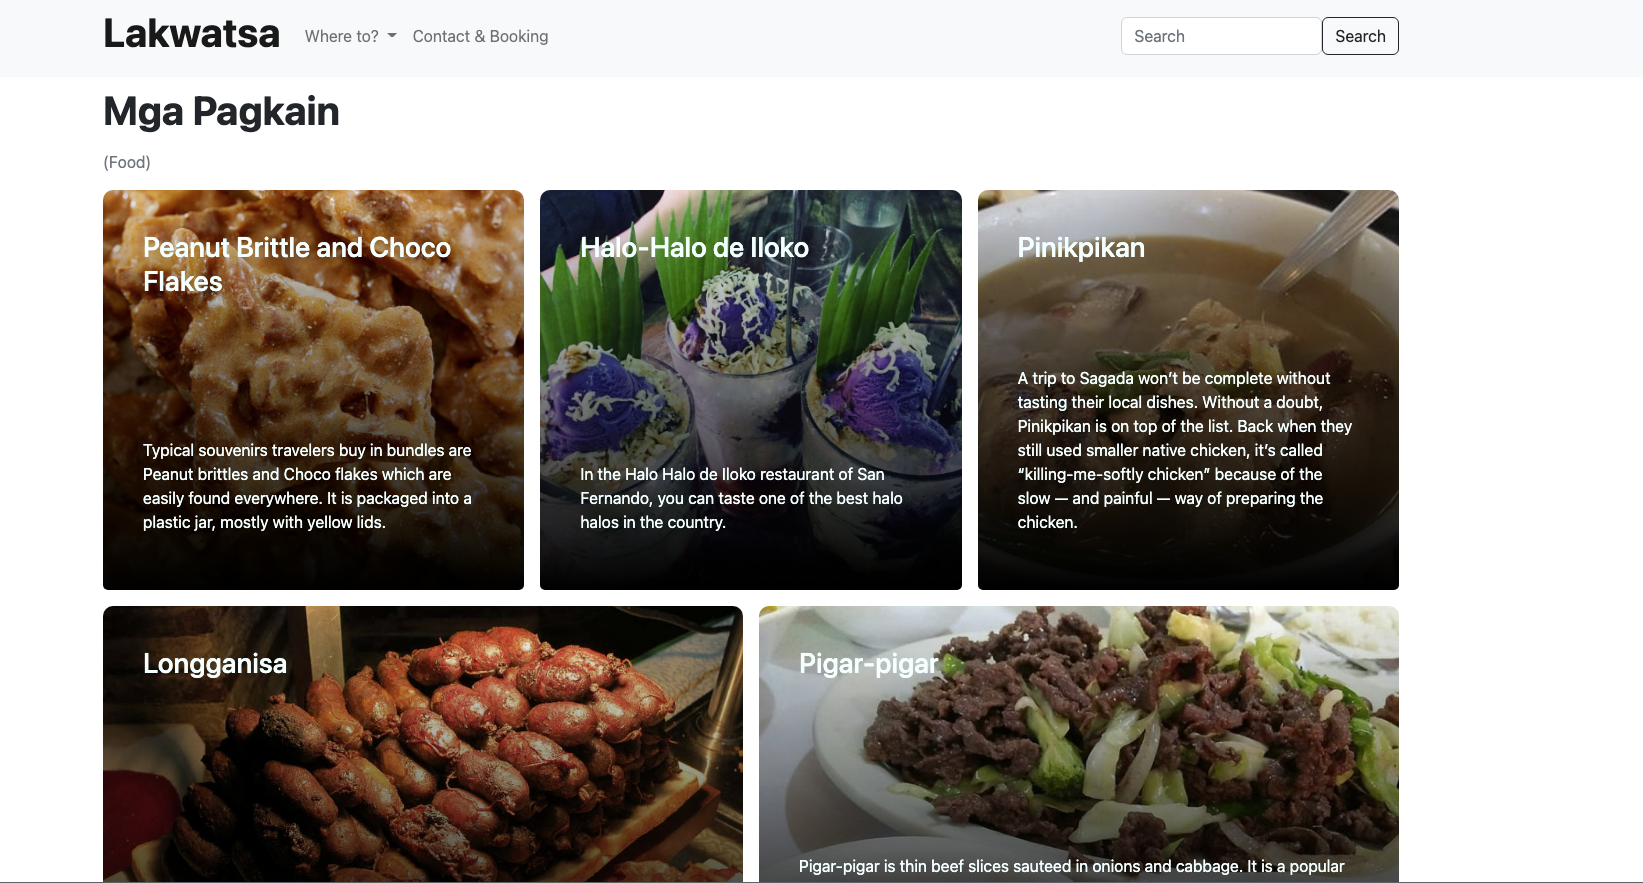 Lakwatsa Where to? Contact & Booking Search Search
Mga Pagkain
(Food)
Peanut Brittle and Choco
Flakes
Typical souvenirs travelers buy in bundles are
Peanut brittles and Choco flakes which are
easily found everywhere. It is packaged into a
plastic jar, mostly with yellow lids.
Halo-Halo de Iloko
In the Halo Halo de Iloko restaurant of San
Fernando, you can taste one of the best halo
halos in the country.
Pinikpikan
A trip to Sagada won’t be complete without
tasting their local dishes. Without a doubt,
Pinikpikan is on top of the list. Back when they
still used smaller native chicken, it’s called
“killing-me-softly chicken” because of the
slow — and painful — way of preparing the
chicken.
Longganisa
Pigar-pigar
Pigar-pigar is thin beef slices sauteed in onions and cabbage. It is a popular